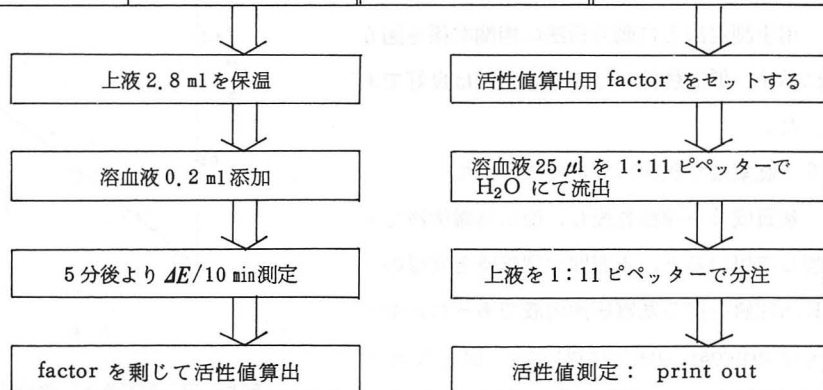 上液 2.8 ml を保温
溶血液 0.2 ml 添加
5 分後より ΔE/10 min 測定
factor を剰じて活性値算出
活性値算出用 factor をセットする
溶血液 25 μl を 1:11 ピペッターで
H₂O にて流出
上液を 1:11 ピペッターで分注
活性値測定: print out